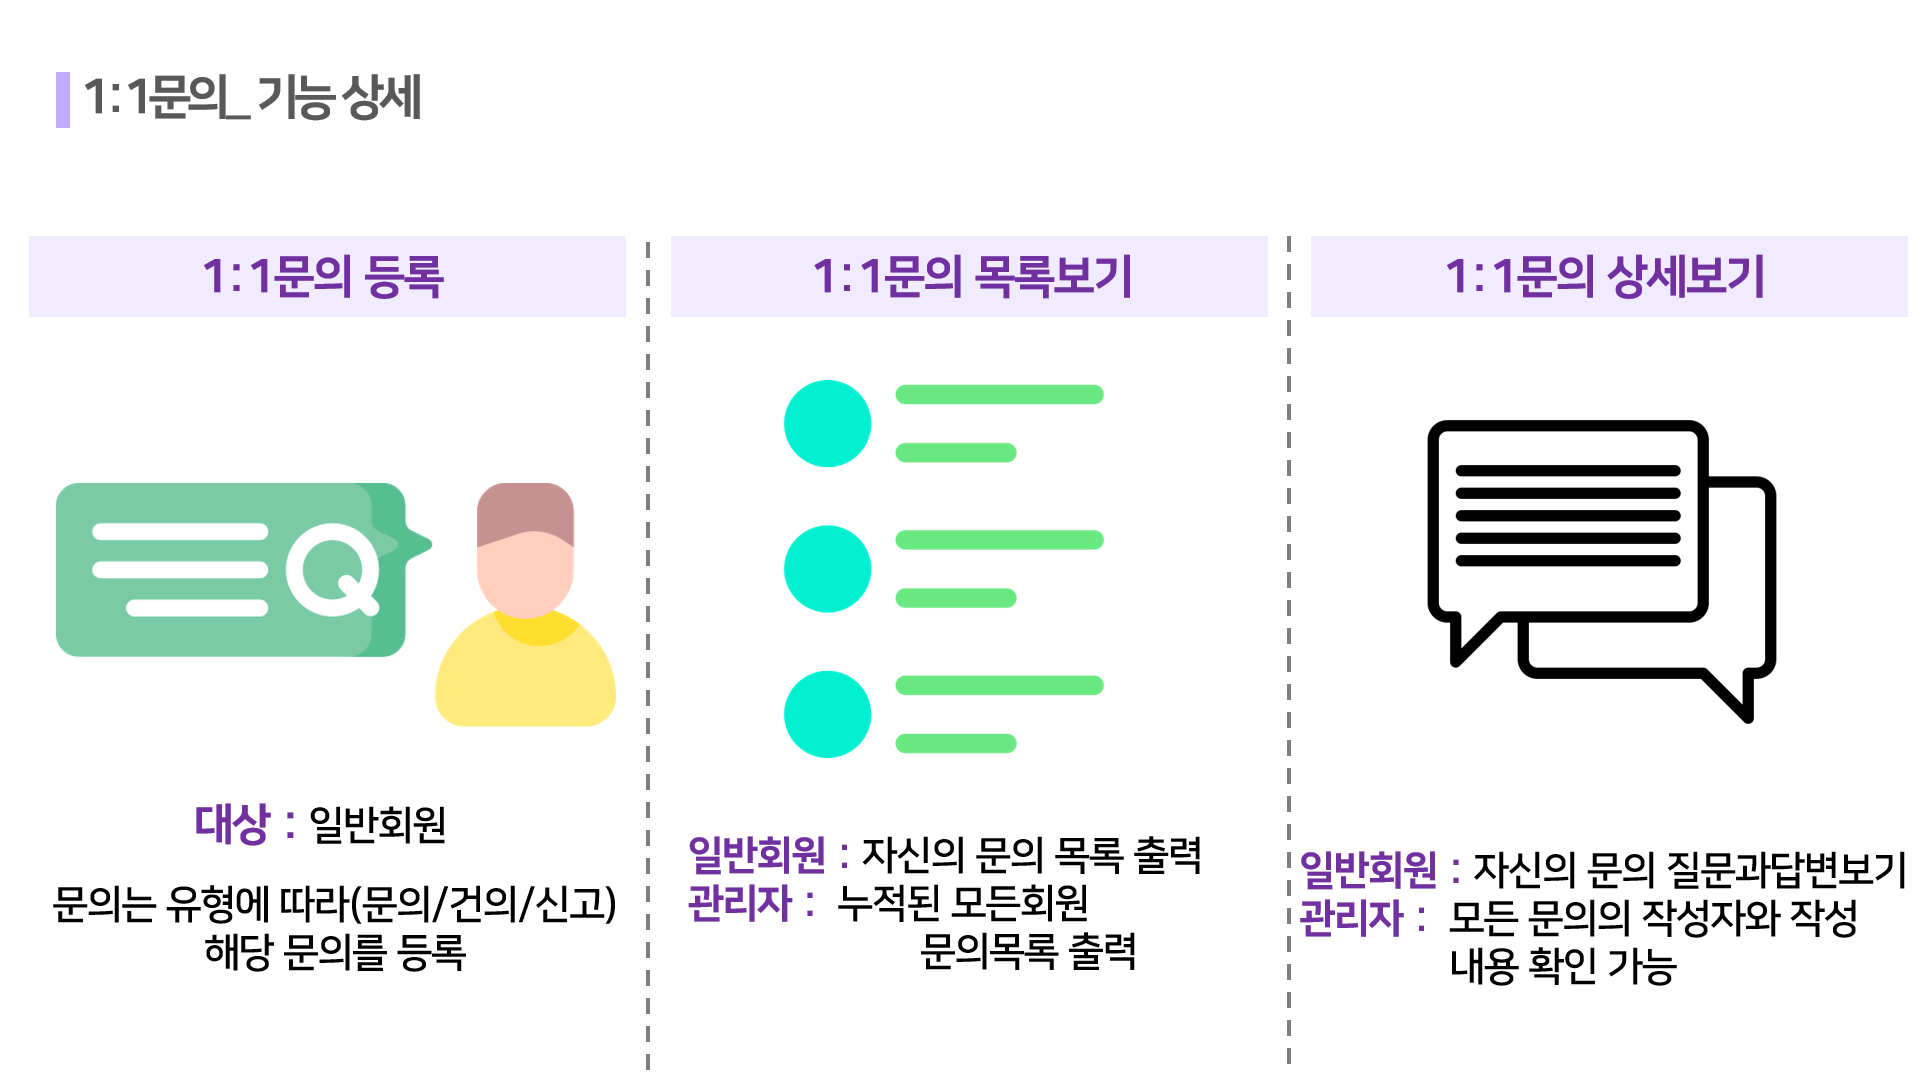 1:1문의_ 기능 상세
1:1문의 등록
대상 : 일반회원
문의는 유형에 따라(문의/건의/신고)
해당 문의를 등록
1:1문의 목록보기
일반회원 : 자신의 문의 목록 출력
관리자 : 누적된 모든회원
문의목록 출력
1:1문의 상세보기
일반회원 : 자신의 문의 질문과답변보기
관리자 : 모든 문의의 작성자와 작성
내용 확인 가능